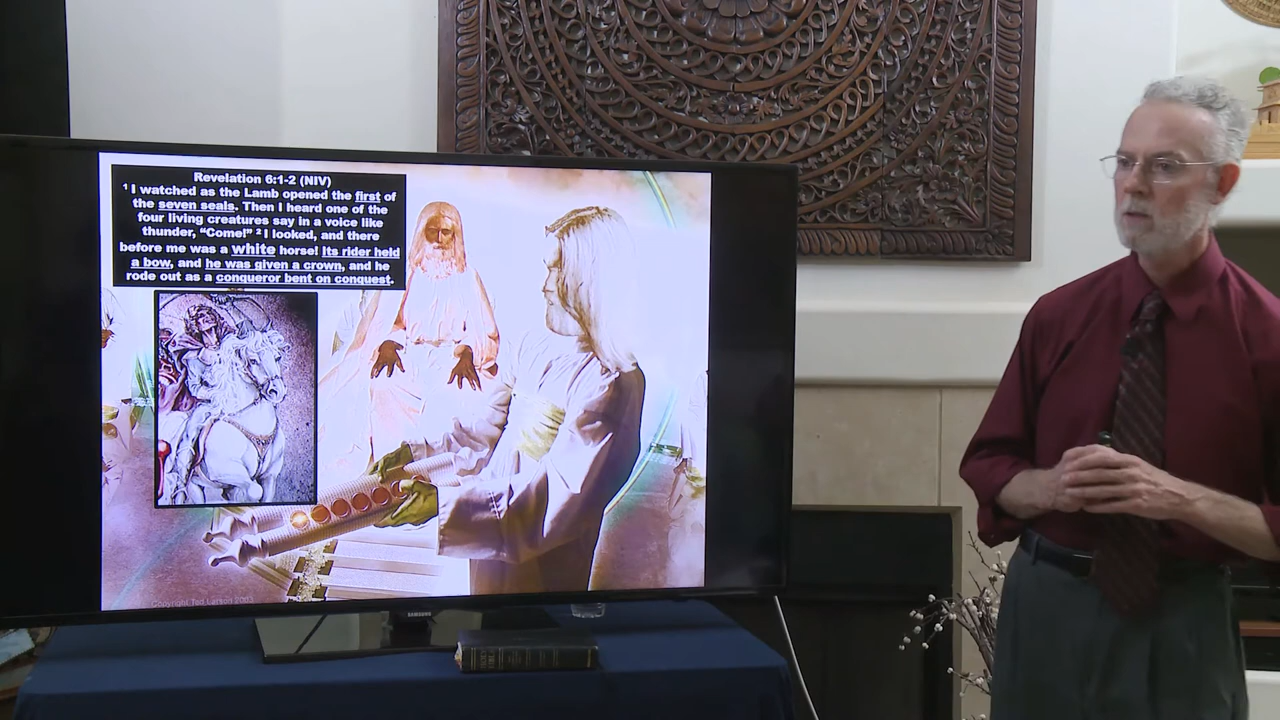 Revelation 6:1-2 (NIV)
1 I watched as the Lamb opened the first of
the seven seals. Then I heard one of the
four living creatures say in a voice like
thunder, “Come!” 2 I looked, and there
before me was a white horse! Its rider held
a bow, and he was given a crown, and he
rode out as a conqueror bent on conquest.
Copyright Ted Larson 2003
SAMSUNG
HOLY BIBLE